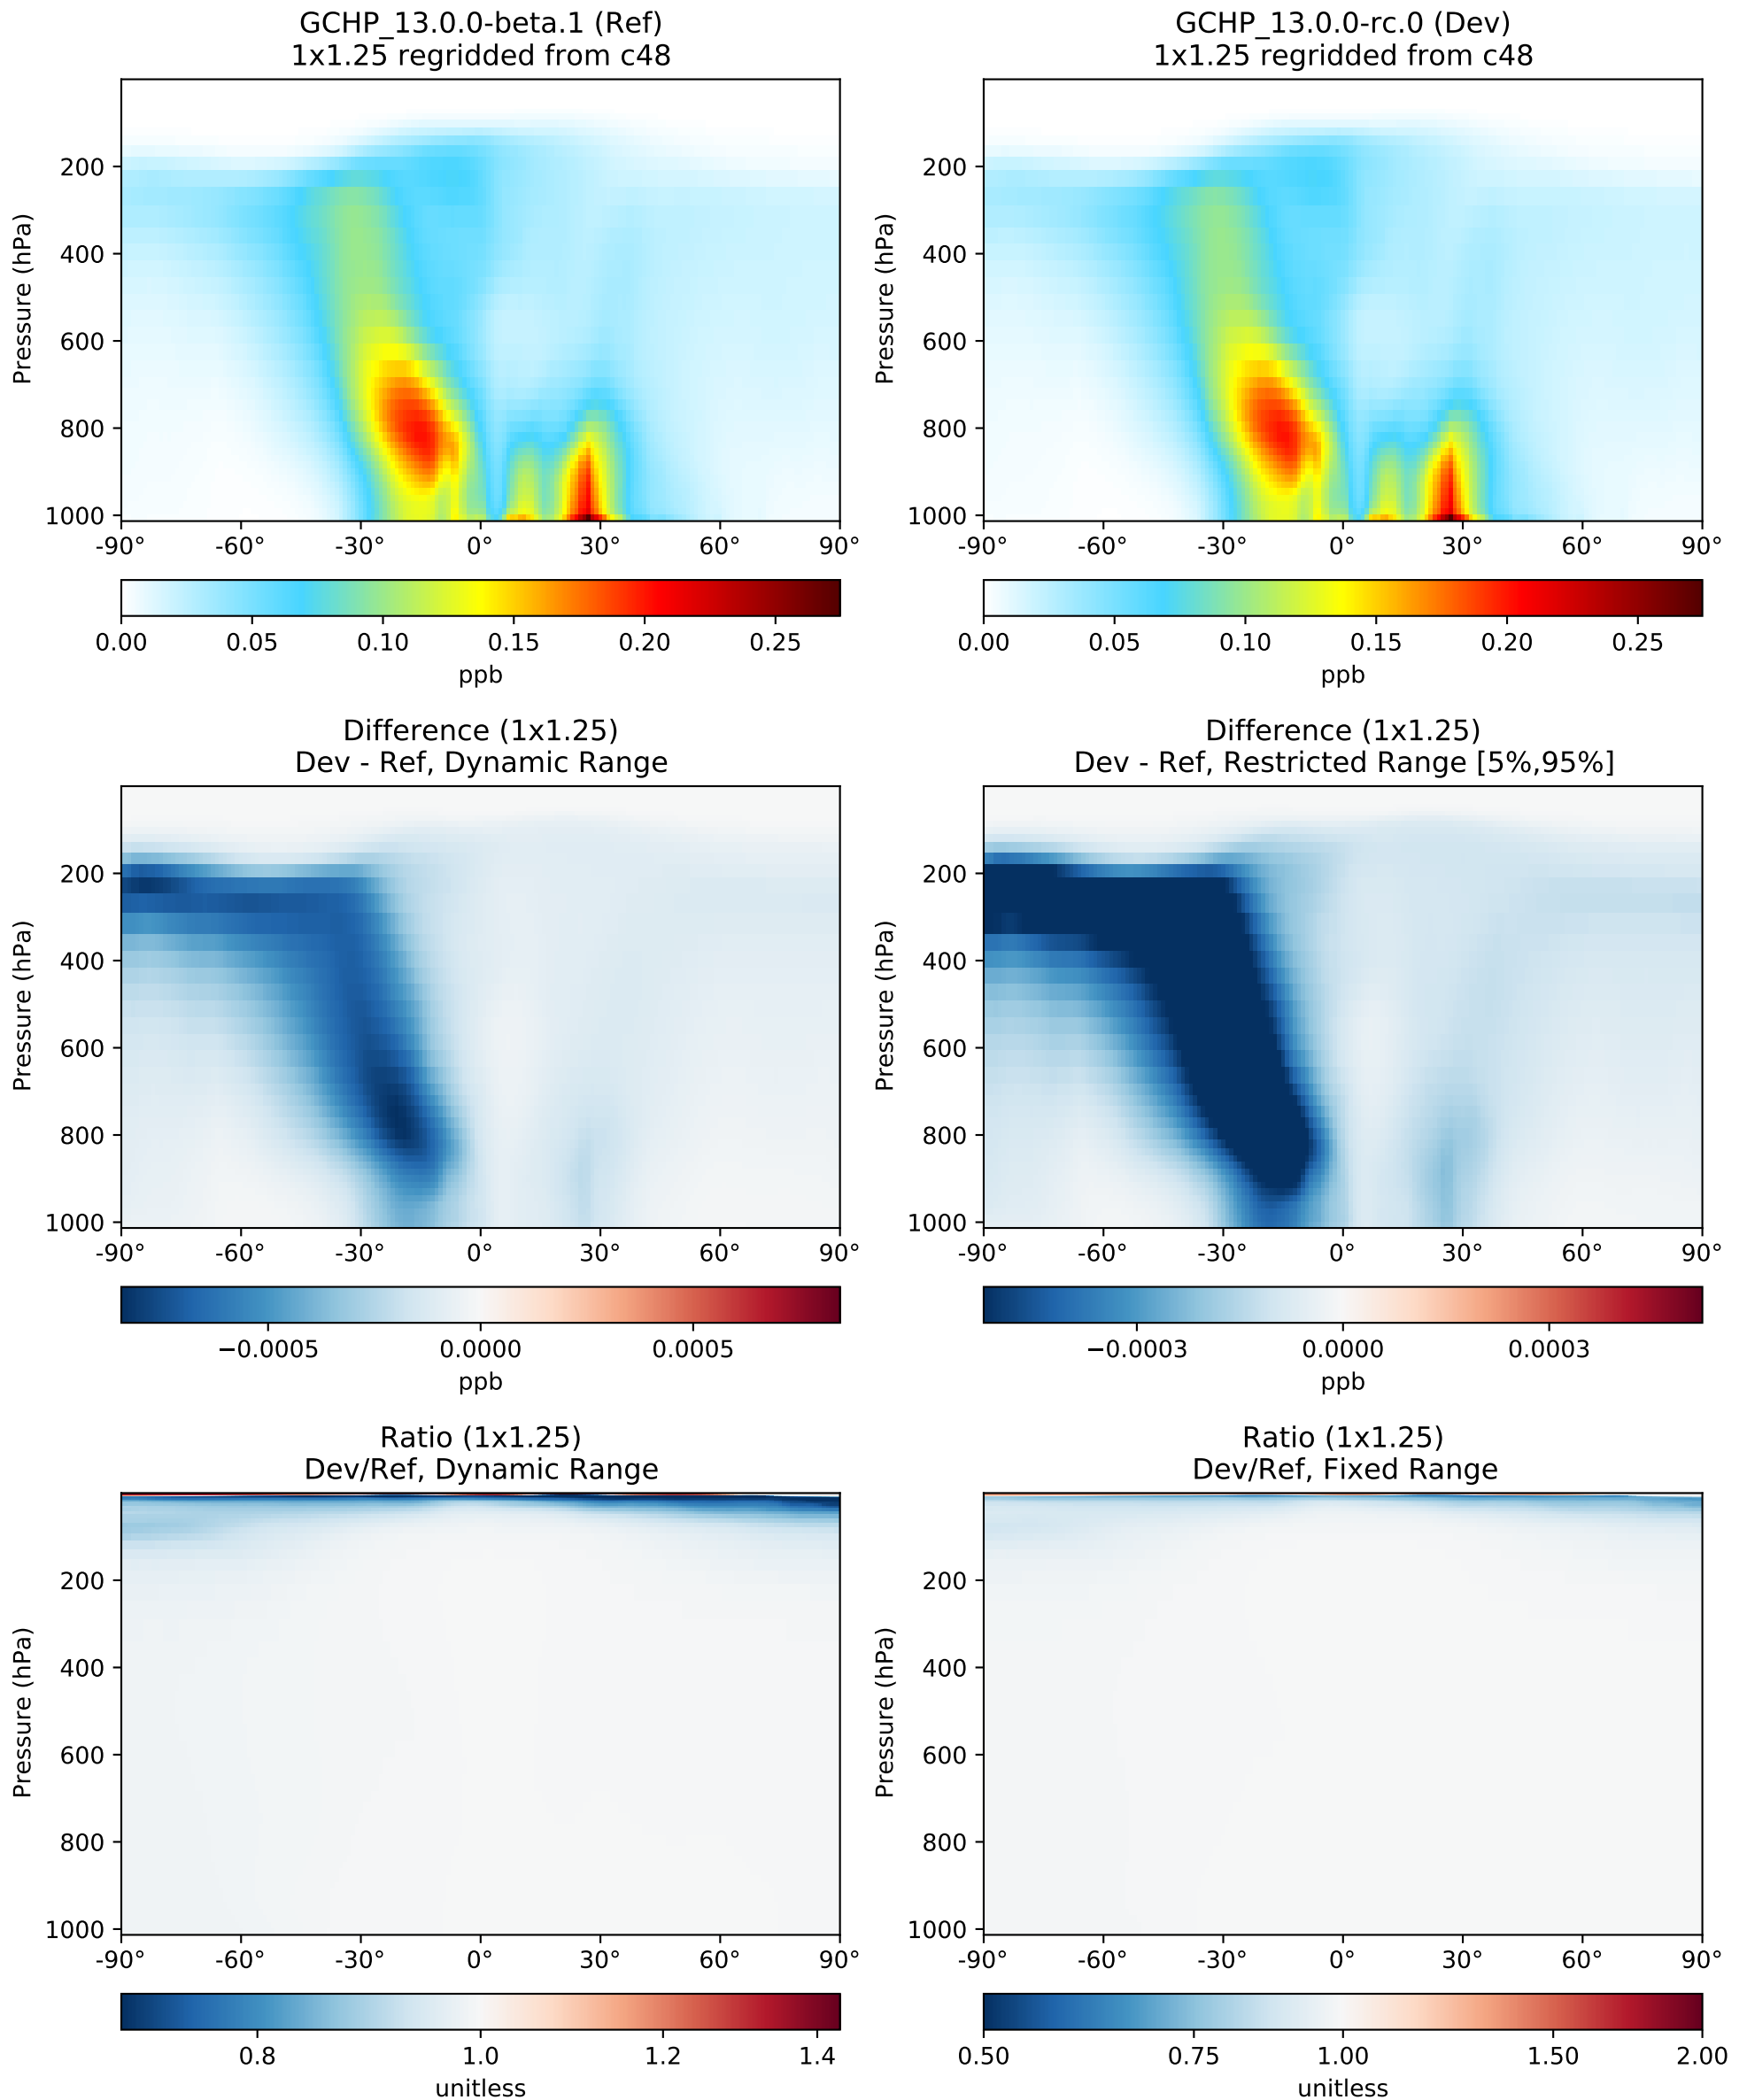 GCHP_13.0.0-beta.1 (Ref)
1x1.25 regridded from c48
GCHP_13.0.0-rc.0 (Dev)
1x1.25 regridded from c48
Pressure (hPa)
200
400
600
800
1000
-90° -60° -30° 0° 30° 60° 90°
0.00 0.05 0.10 0.15 0.20 0.25
ppb
Pressure (hPa)
200
400
600
800
1000
-90° -60° -30° 0° 30° 60° 90°
0.00 0.05 0.10 0.15 0.20 0.25
ppb
Difference (1x1.25)
Dev - Ref, Dynamic Range
Pressure (hPa)
200
400
600
800
1000
-90° -60° -30° 0° 30° 60° 90°
−0.0005 0.0000 0.0005
ppb
Difference (1x1.25)
Dev - Ref, Restricted Range [5%,95%]
Pressure (hPa)
200
400
600
800
1000
-90° -60° -30° 0° 30° 60° 90°
−0.0003 0.0000 0.0003
ppb
Ratio (1x1.25)
Dev/Ref, Dynamic Range
Pressure (hPa)
200
400
600
800
1000
-90° -60° -30° 0° 30° 60° 90°
0.8 1.0 1.2 1.4
unitless
Ratio (1x1.25)
Dev/Ref, Fixed Range
Pressure (hPa)
200
400
600
800
1000
-90° -60° -30° 0° 30° 60° 90°
0.50 0.75 1.00 1.50 2.00
unitless